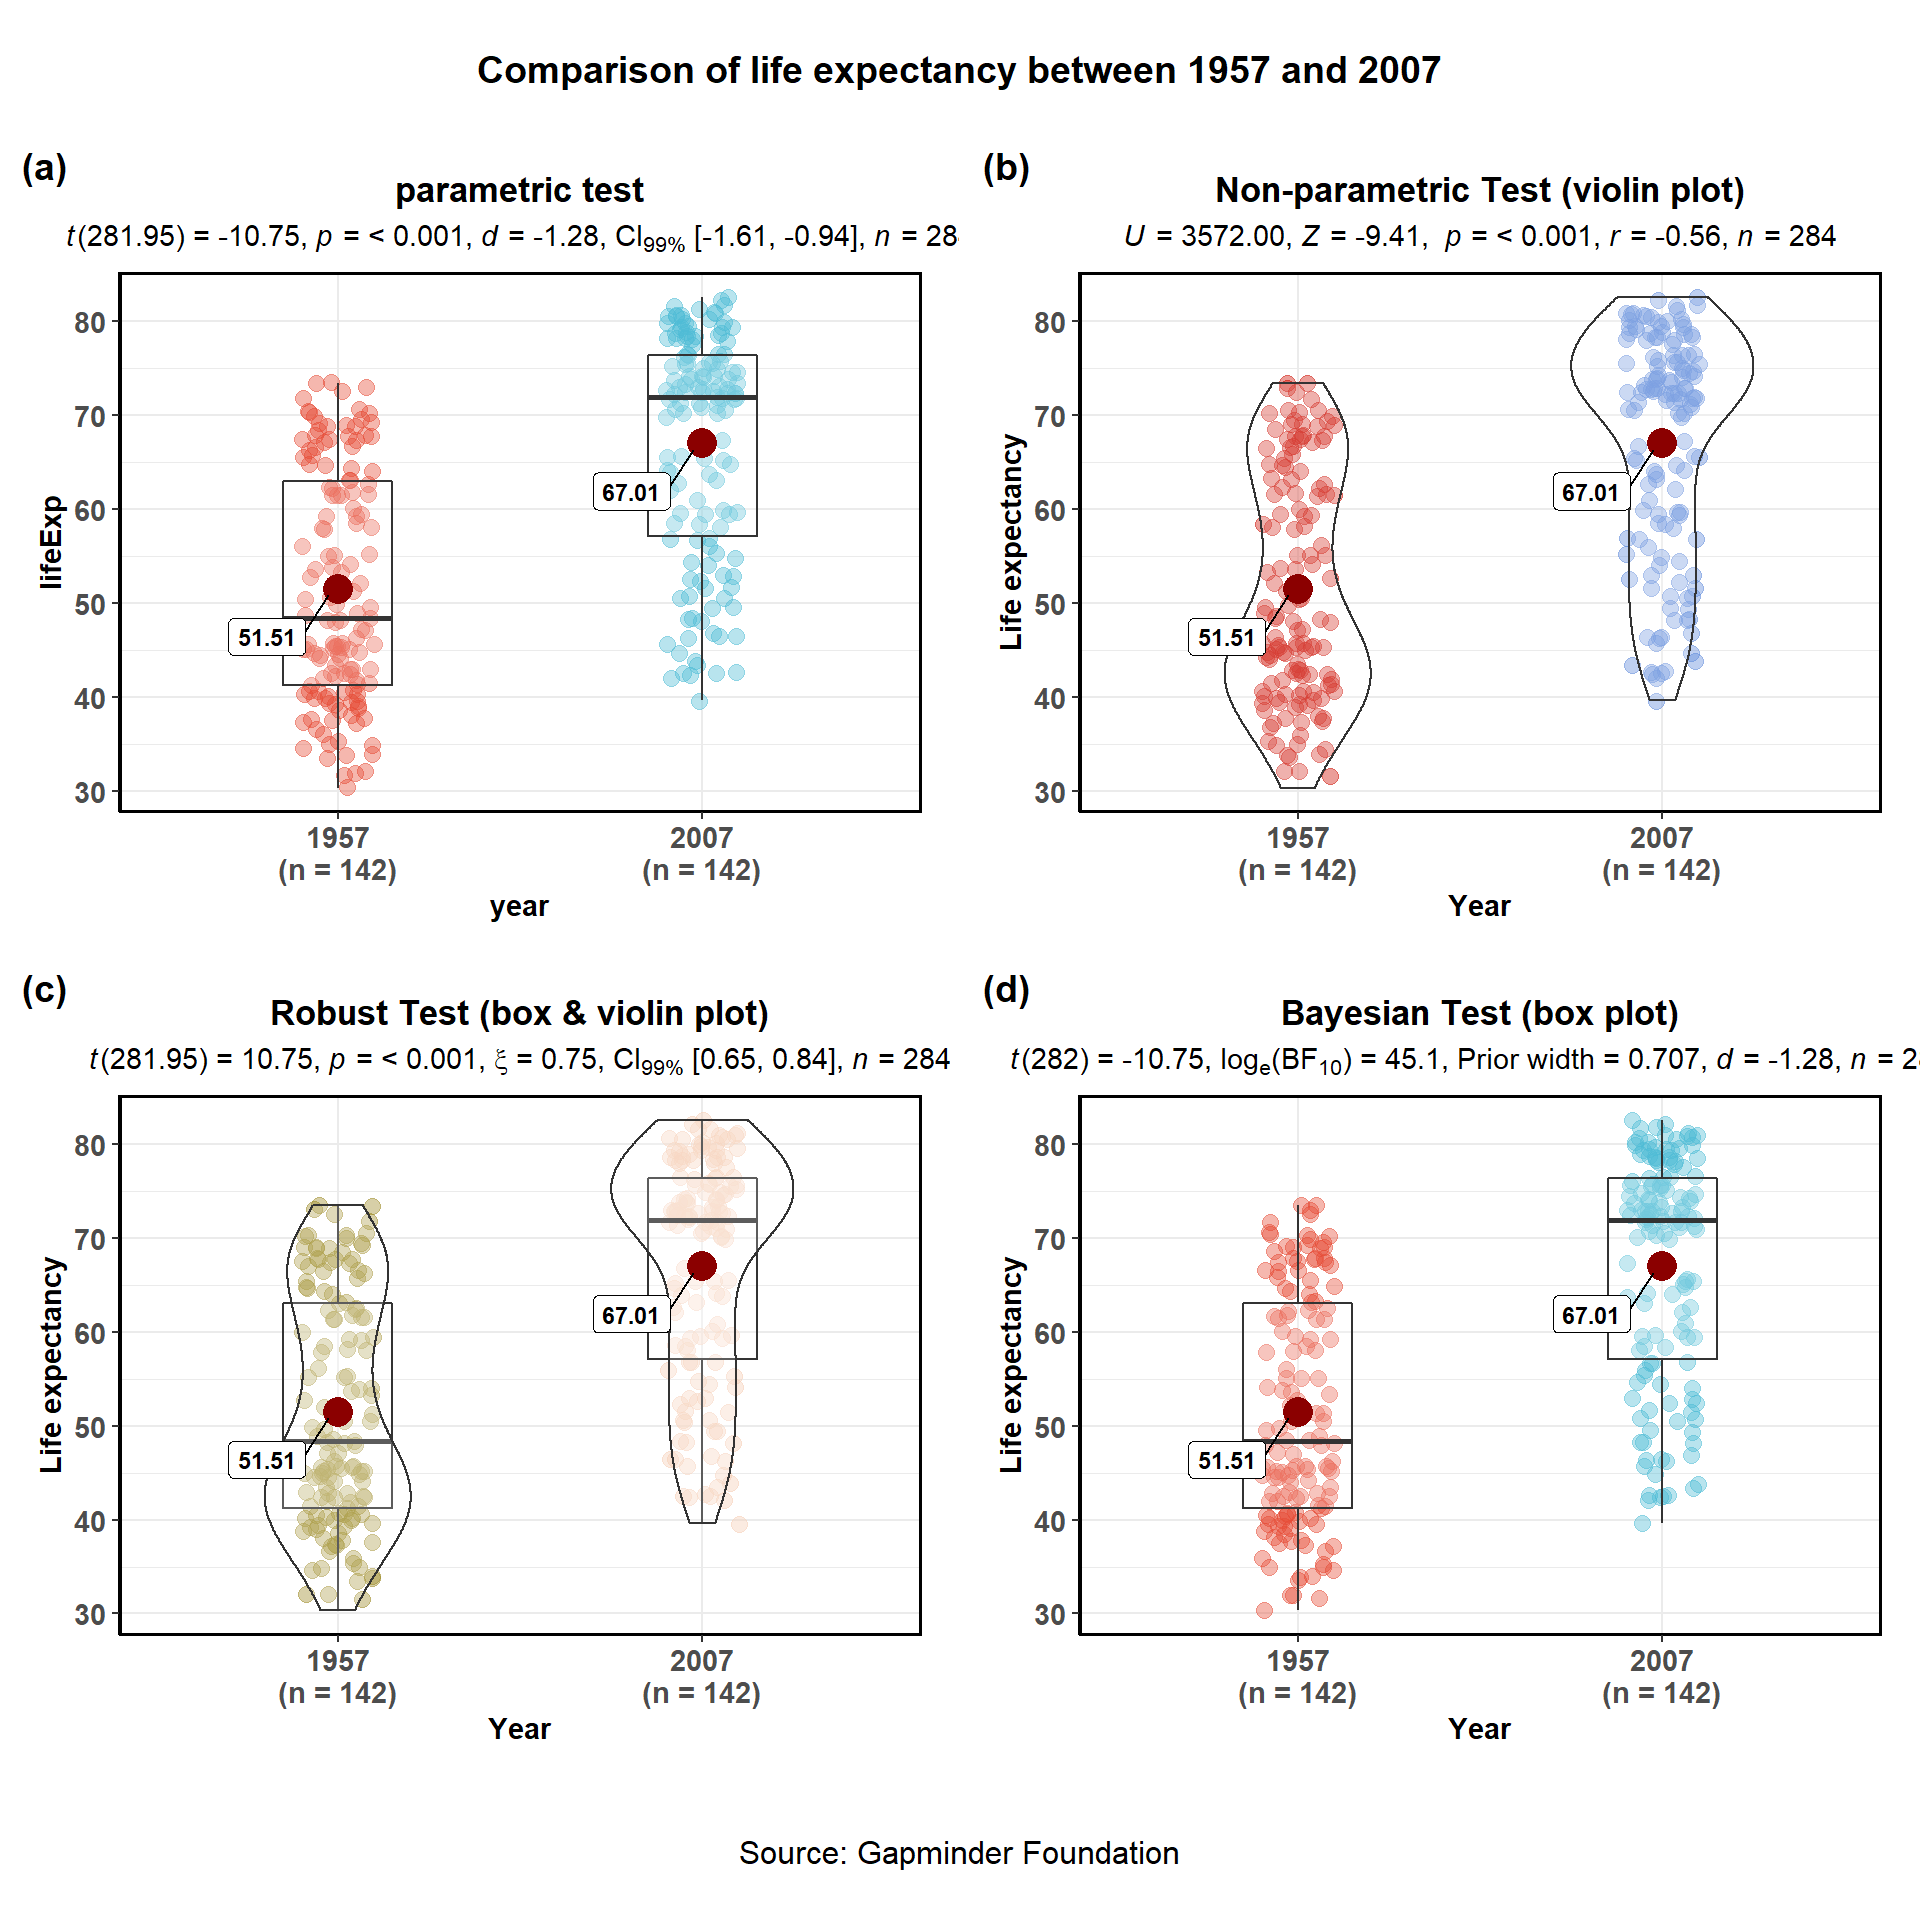 Comparison of life expectancy between 1957 and 2007
(a)
parametric test
t(281.95) = -10.75, p = < 0.001, d = -1.28, CI99% [-1.61, -0.94], n = 28
lifeExp
80
70
60
50
40
30
51.51
67.01
1957
(n = 142)
2007
(n = 142)
year
(b)
Non-parametric Test (violin plot)
U = 3572.00, Z = -9.41, p = < 0.001, r = -0.56, n = 284
Life expectancy
80
70
60
50
40
30
51.51
67.01
1957
(n = 142)
2007
(n = 142)
Year
(c)
Robust Test (box & violin plot)
t(281.95) = 10.75, p = < 0.001, ξ = 0.75, CI99% [0.65, 0.84], n = 284
Life expectancy
80
70
60
50
40
30
51.51
67.01
1957
(n = 142)
2007
(n = 142)
Year
(d)
Bayesian Test (box plot)
t(282) = -10.75, loge(BF10) = 45.1, Prior width = 0.707, d = -1.28, n = 28
Life expectancy
80
70
60
50
40
30
51.51
67.01
1957
(n = 142)
2007
(n = 142)
Year
Source: Gapminder Foundation